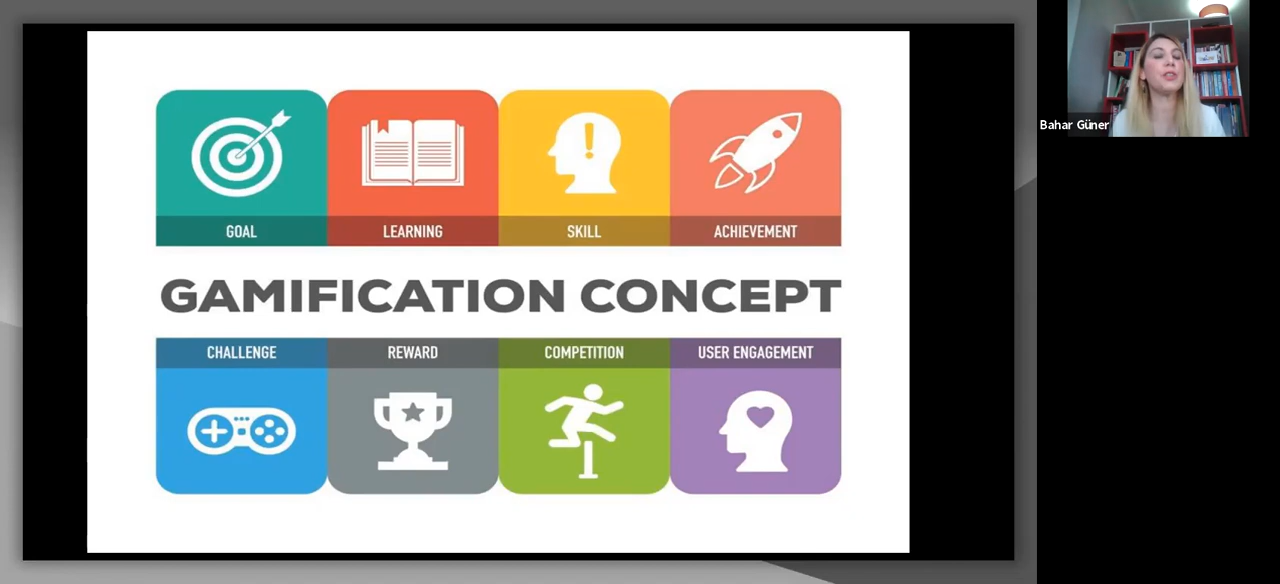 Bahar Güner
GOAL
LEARNING
SKILL
ACHIEVEMENT
GAMIFICATION CONCEPT
CHALLENGE
REWARD
COMPETITION
USER ENGAGEMENT